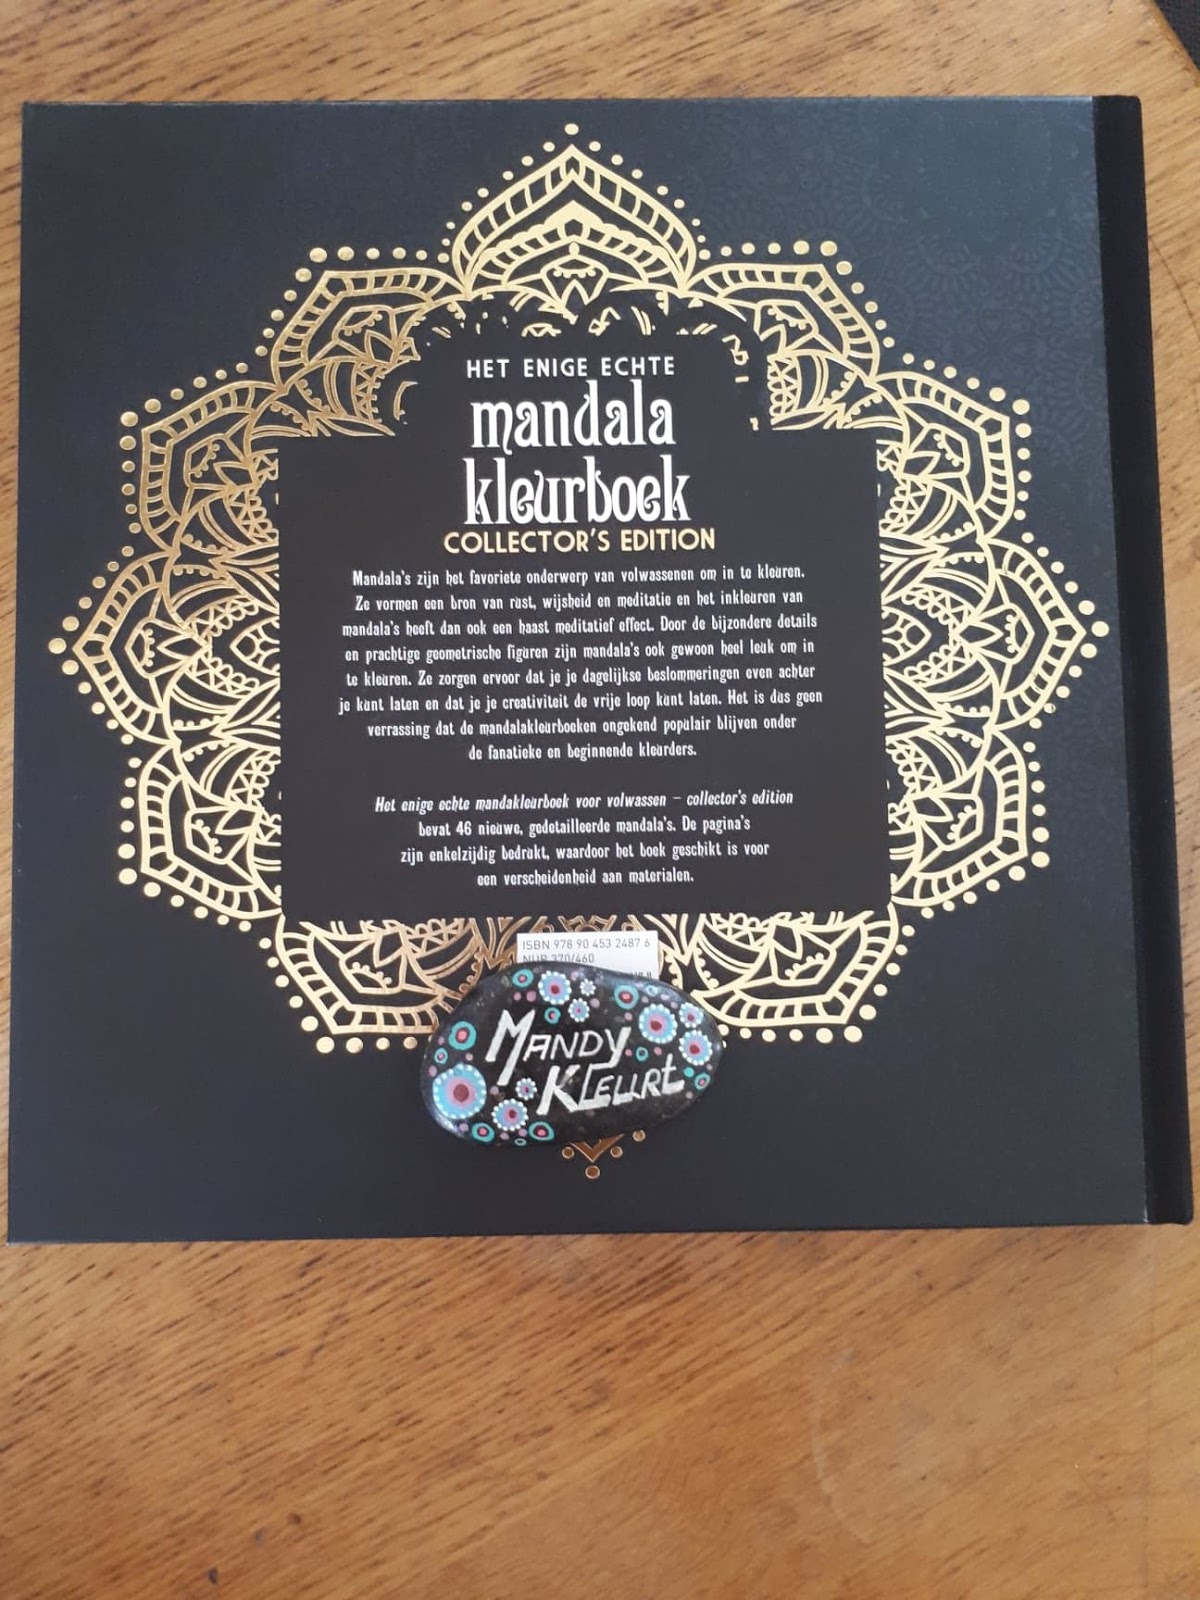 HET ENIGE ECHTE
mandala
kleurboek
COLLECTOR'S EDITION
Mandala's zijn het favoriete onderwerp van volwassenen om in te kleuren.
Ze vormen een bron van rust, wijsheid en meditatie en het inkleuren van
mandala's heeft dan ook een haast meditatief effect. Door de bijzondere details
en prachtige geometrische figuren zijn mandala's ook gewoon heel leuk om in
te kleuren. Ze zorgen ervoor dat je je dagelijkse beslommeringen even achter
je kunt laten en dat je je creativiteit de vrije loop kunt laten. Het is dus geen
verrassing dat de mandalakleurboeken ongekend populair blijven onder
de fanatieke en beginnende kleurders.
Het enige echte mandakleurboek voor volwassen – collector's edition
bevat 46 nieuwe, gedetailleerde mandala's. De pagina's
zijn enkelzijdig bedrukt, waardoor het boek geschikt is voor
een verscheidenheid aan materialen.
ISBN 978 90 453 2487 6
NUR 370/460
MANDY
KLEURT